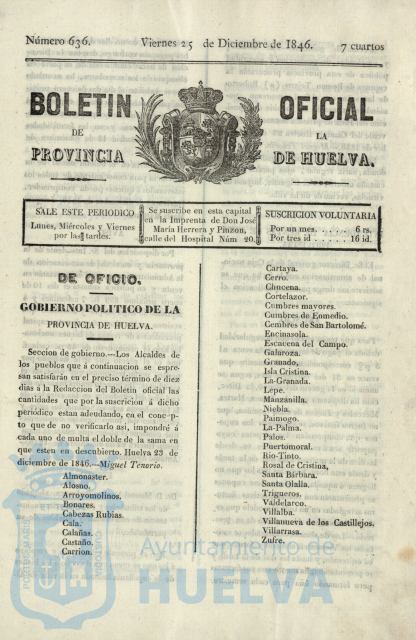 Número 636. Viernes 25 de Diciembre de 1846. 7 cuartos
BOLETIN OFICIAL
DE LA
PROVINCIA DE HUELVA.
SALE ESTE PERIODICO
Lunes, Miércoles y Viernes
por las tardes.
Se suscribe en esta capital
en la Imprenta de Don José
María Herrera y Pinzon,
calle del Hospital Núm 20.
SUSCRICION VOLUNTARIA
Por un mes. . . . . . 6 rs.
Por tres id . . . . . . 16 id.
DE OFICIO.
GOBIERNO POLITICO DE LA
PROVINCIA DE HUELVA.
Seccion de gobierno.—Los Alcaldes de
los pueblos que á continuacion se espre-
san satisfarán en el preciso término de diez
dias á la Redaccion del Boletin oficial las
cantidades que por la suscricion á dicho
periódico estan adeudando, en el conc-p-
to que de no verificarlo asi, impondré á
cada uno de multa el doble de la suma en
que esten en descubierto. Huelva 23 de
diciembre de 1846.—Miguel Tenorio.
Almonaster.
Alosno.
Arroyomolinos.
Bonares.
Cabezas Rubias.
Cala.
Calañas.
Castaño.
Carrion.
Cartaya.
Cerro.
Chucena.
Cortelazor.
Cumbres mayores.
Cumbres de Enmedio.
Cembres de San Bartolomé.
Encinasola.
Escacena del Campo.
Galaroza.
Granado,
Isla Cristina.
La-Granada.
Lepe.
Manzanilla.
Niebla.
Paimogo.
La-Palma.
Palos.
Puertomoral.
Rio-Tinto.
Rosal de Cristina,
Santa Bárbara.
Santa Olalla.
Trigueros.
Valdelarco.
Villalba.
Villanueva de los Castillejos.
Villarrasa.
Zufre.
Ayuntamiento de
HUELVA